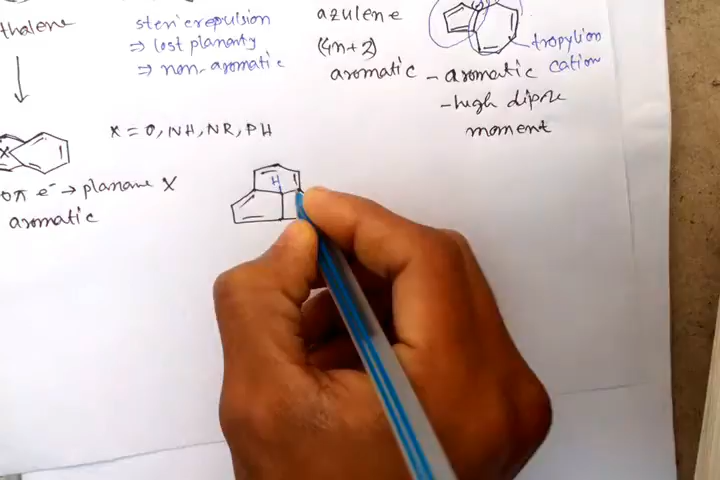 thalene
steric repulsion
⇒ lost planarity
⇒ non-aromatic
azulene
(4n+2)
aromatic
tropylion
cation
- aromatic
- high dipole
moment
X = O, NH, NR, PH
X
π e⁻ → planar X
aromatic
H